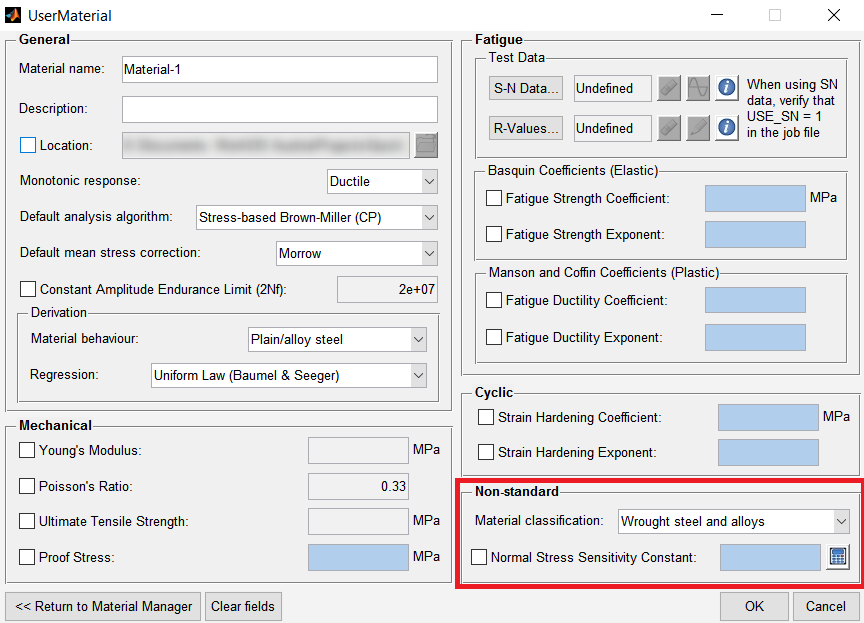 UserMaterial
General
Material name: Material-1
Description:
Location:
Monotonic response: Ductile
Default analysis algorithm: Stress-based Brown-Miller (CP)
Default mean stress correction: Morrow
Constant Amplitude Endurance Limit (2Nf): 2e+07
Derivation
Material behaviour: Plain/alloy steel
Regression: Uniform Law (Baumel & Seeger)
Mechanical
Young's Modulus: MPa
Poisson's Ratio: 0.33
Ultimate Tensile Strength: MPa
Proof Stress: MPa
Fatigue
Test Data
S-N Data... Undefined
R-Values... Undefined
When using SN
data, verify that
USE_SN = 1
in the job file
Basquin Coefficients (Elastic)
Fatigue Strength Coefficient: MPa
Fatigue Strength Exponent:
Manson and Coffin Coefficients (Plastic)
Fatigue Ductility Coefficient:
Fatigue Ductility Exponent:
Cyclic
Strain Hardening Coefficient: MPa
Strain Hardening Exponent:
Non-standard
Material classification: Wrought steel and alloys
Normal Stress Sensitivity Constant:
<< Return to Material Manager Clear fields OK Cancel